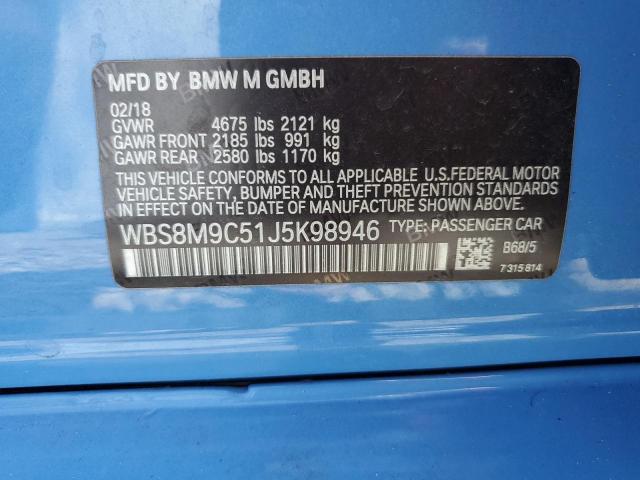 MFD BY BMW M GMBH
02/18
GVWR 4675 lbs 2121 kg
GAWR FRONT 2185 lbs 991 kg
GAWR REAR 2580 lbs 1170 kg
THIS VEHICLE CONFORMS TO ALL APPLICABLE U.S.FEDERAL MOTOR
VEHICLE SAFETY, BUMPER AND THEFT PREVENTION STANDARDS
IN EFFECT ON THE DATE OF MANUFACTURE SHOWN ABOVE.
WBS8M9C51J5K98946 TYPE: PASSENGER CAR
B68/5
7 315 814